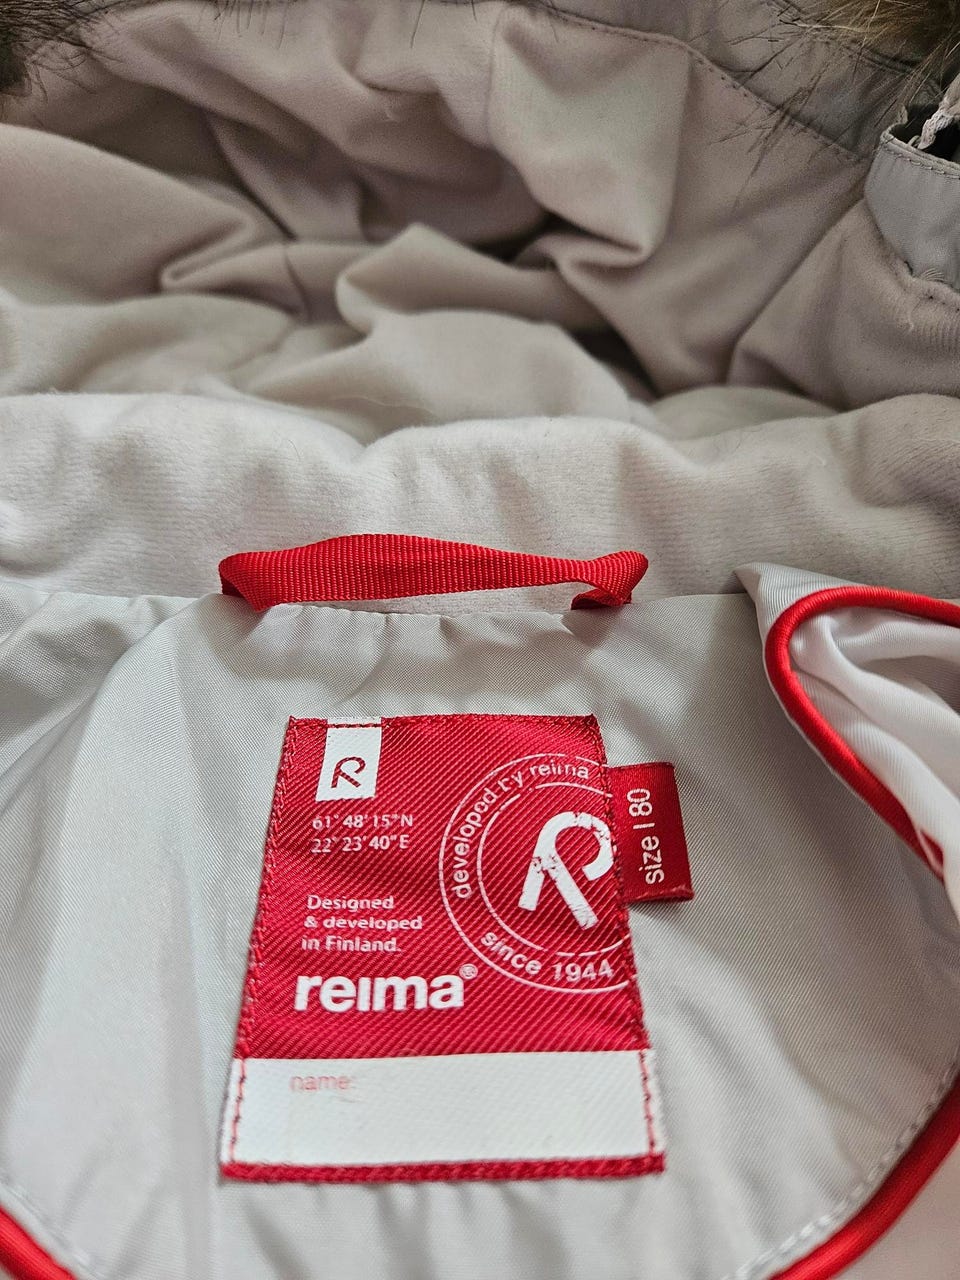 R
61° 48' 15" N
22° 23' 40" E
Designed
& developed
in Finland.
reima®
developed by reima
R
since 1944
size | 80
name: